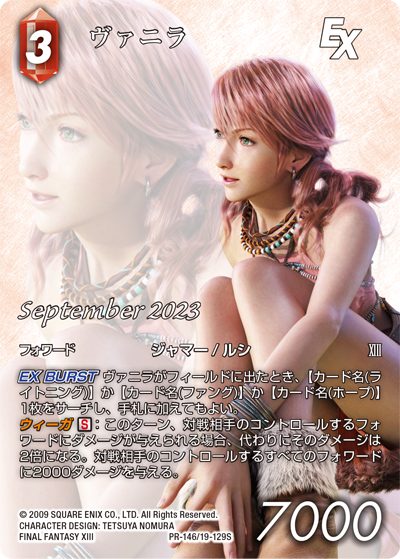 3
ヴァニラ
EX
September 2023
フォワード ジャマー / ルシ XIII
EX BURST ヴァニラがフィールドに出たとき、【カード名(ラ
イトニング)】か【カード名(ファング)】か【カード名(ホープ)】
1枚をサーチし、手札に加えてもよい。
ウィーガ S:このターン、対戦相手のコントロールするフォ
ワードにダメージが与えられる場合、代わりにそのダメージは
2倍になる。対戦相手のコントロールするすべてのフォワード
に2000ダメージを与える。
© 2009 SQUARE ENIX CO., LTD. All Rights Reserved.
CHARACTER DESIGN: TETSUYA NOMURA
FINAL FANTASY XIII PR-146/19-129S
7000